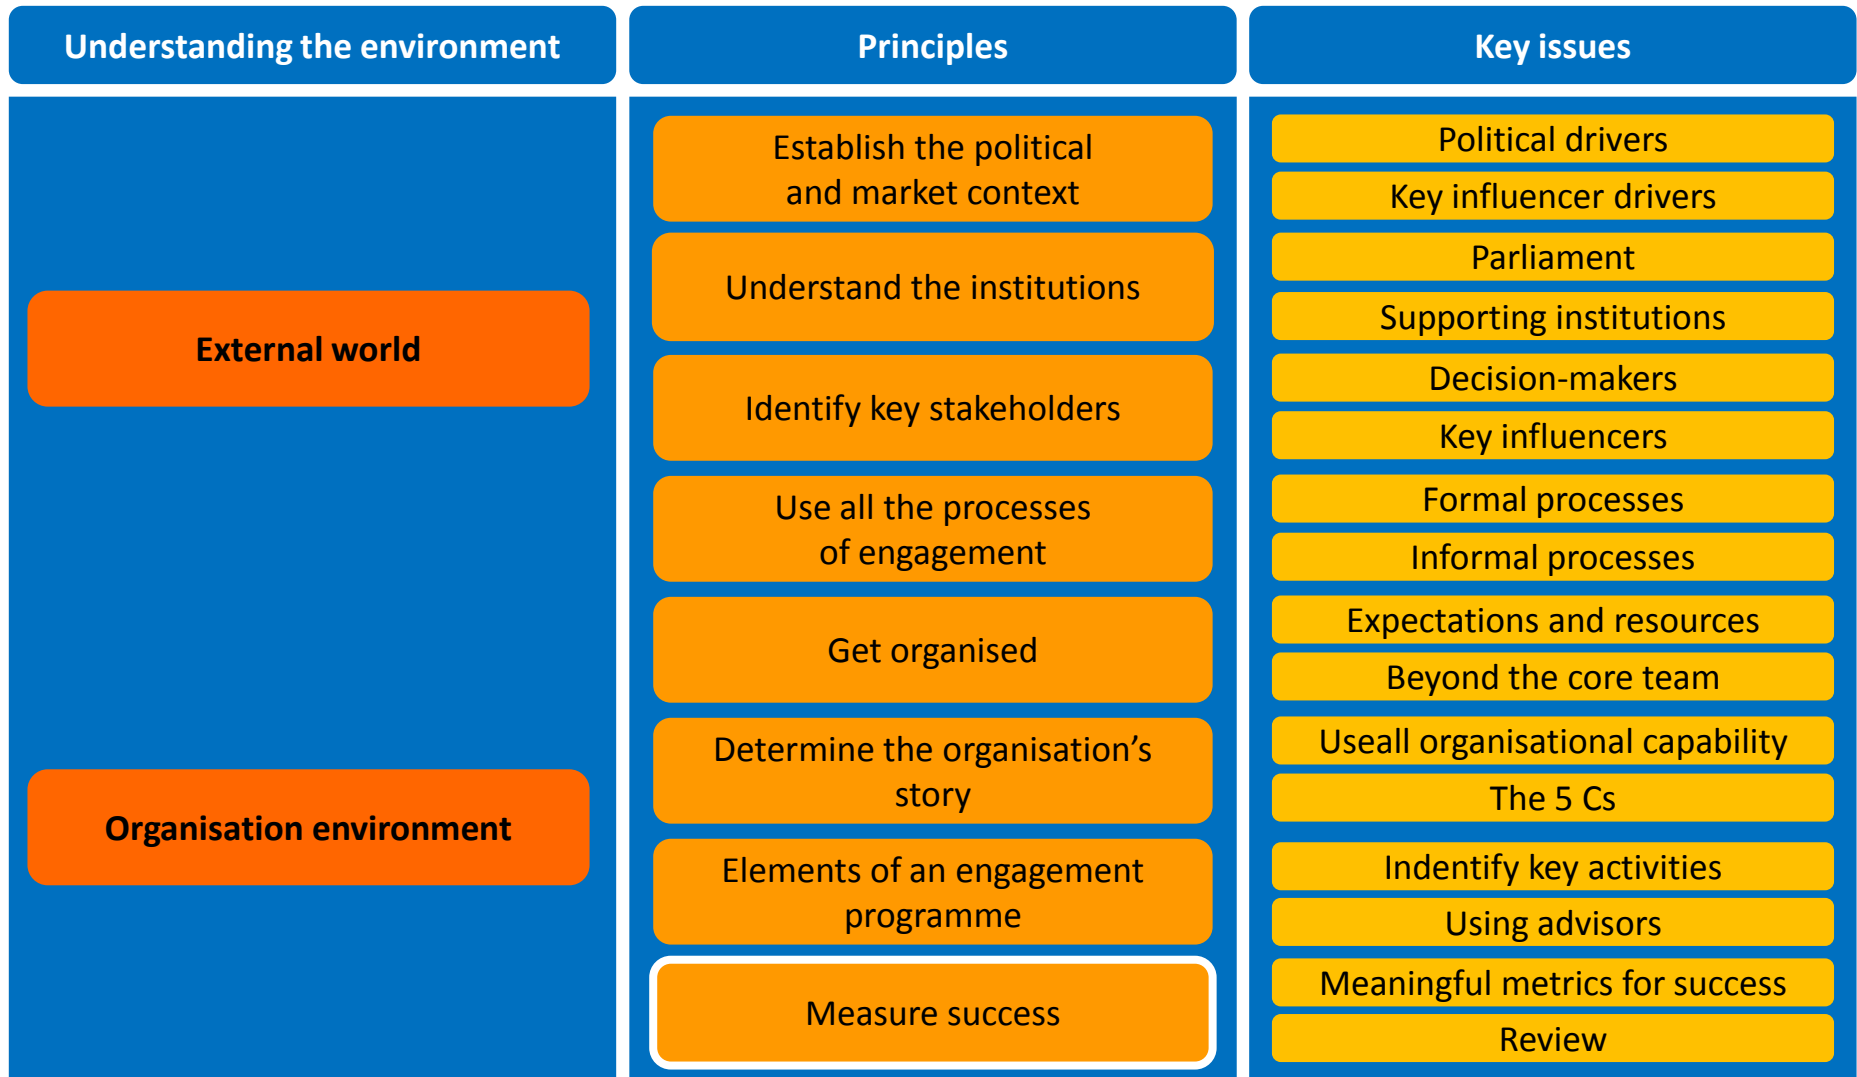 Understanding the environment
Principles
Key issues
External world
Organisation environment
Establish the political
and market context
Understand the institutions
Identify key stakeholders
Use all the processes
of engagement
Get organised
Determine the organisation’s
story
Elements of an engagement
programme
Measure success
Political drivers
Key influencer drivers
Parliament
Supporting institutions
Decision-makers
Key influencers
Formal processes
Informal processes
Expectations and resources
Beyond the core team
Useall organisational capability
The 5 Cs
Indentify key activities
Using advisors
Meaningful metrics for success
Review